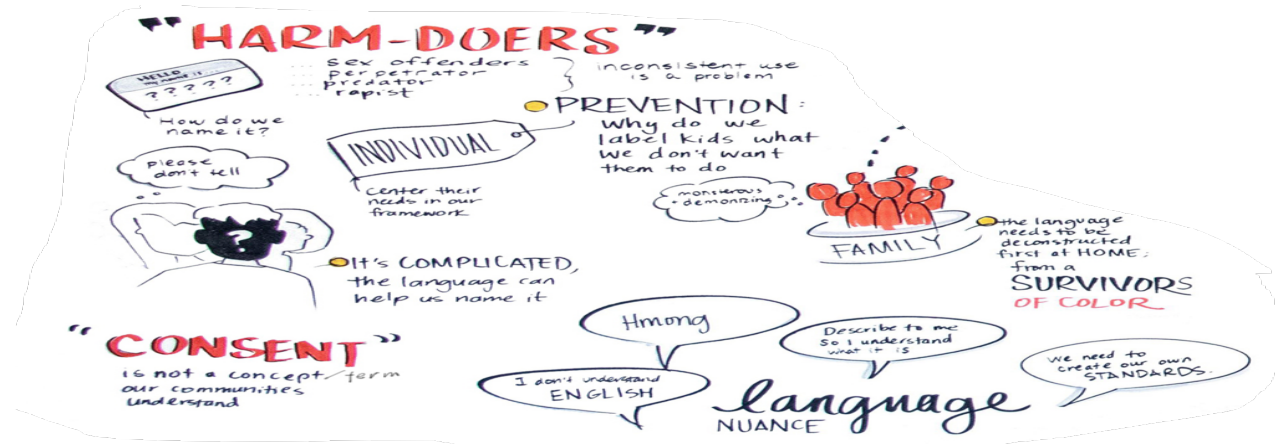 "HARM-DOERS"
HELLO
my name is
?????
How do we
name it?
... sex offenders
... perpetrator
... predator
... rapist
inconsistent use
is a problem
INDIVIDUAL
center their
needs in our
framework
PREVENTION:
Why do we
label kids what
we don't want
them to do
please
don't tell
?
It's COMPLICATED,
the language can
help us name it
monsterous
demonzing
FAMILY
the language
needs to be
deconstructed
first at HOME;
from a
SURVIVORS
OF COLOR
"CONSENT"
is not a concept/term
our communities
understand
Hmong
I don't understand
ENGLISH
Describe to me
so I understand
what it is
We need to
create our own
STANDARDS.
language
NUANCE